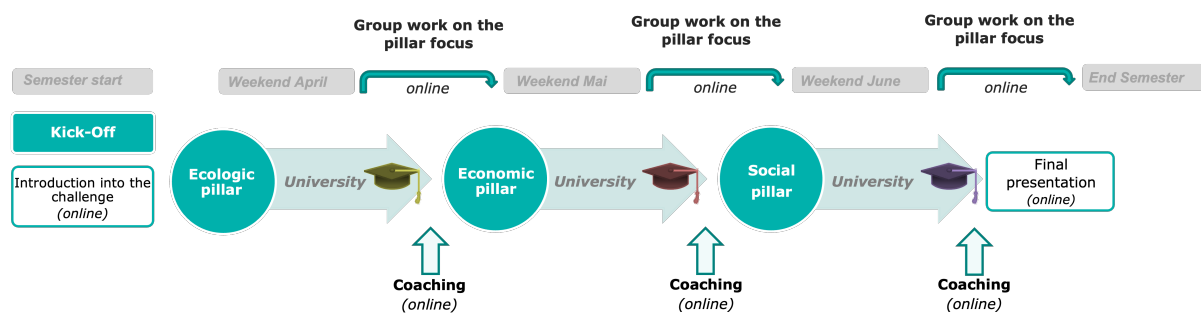 Group work on the
pillar focus
Group work on the
pillar focus
Group work on the
pillar focus
Semester start
Weekend April
online
Weekend Mai
online
Weekend June
online
End Semester
Kick-Off
Introduction into the
challenge
(online)
Ecologic
pillar
University
Economic
pillar
University
Social
pillar
University
Final
presentation
(online)
Coaching
(online)
Coaching
(online)
Coaching
(online)